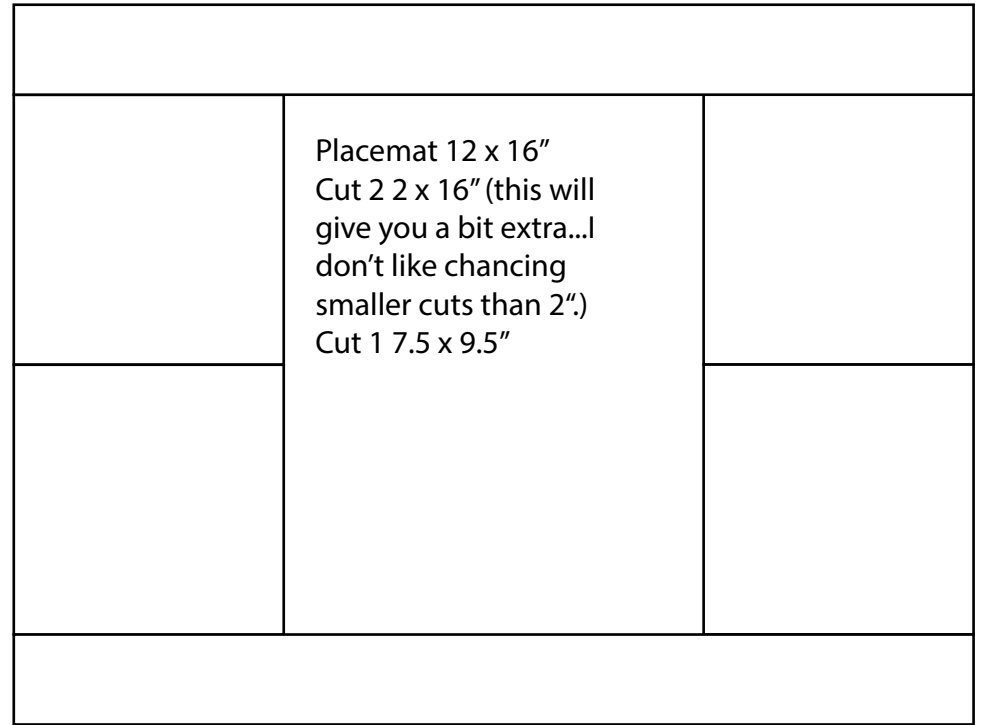 Placemat 12 x 16”
Cut 2 2 x 16” (this will
give you a bit extra...I
don’t like chancing
smaller cuts than 2“.)
Cut 1 7.5 x 9.5”